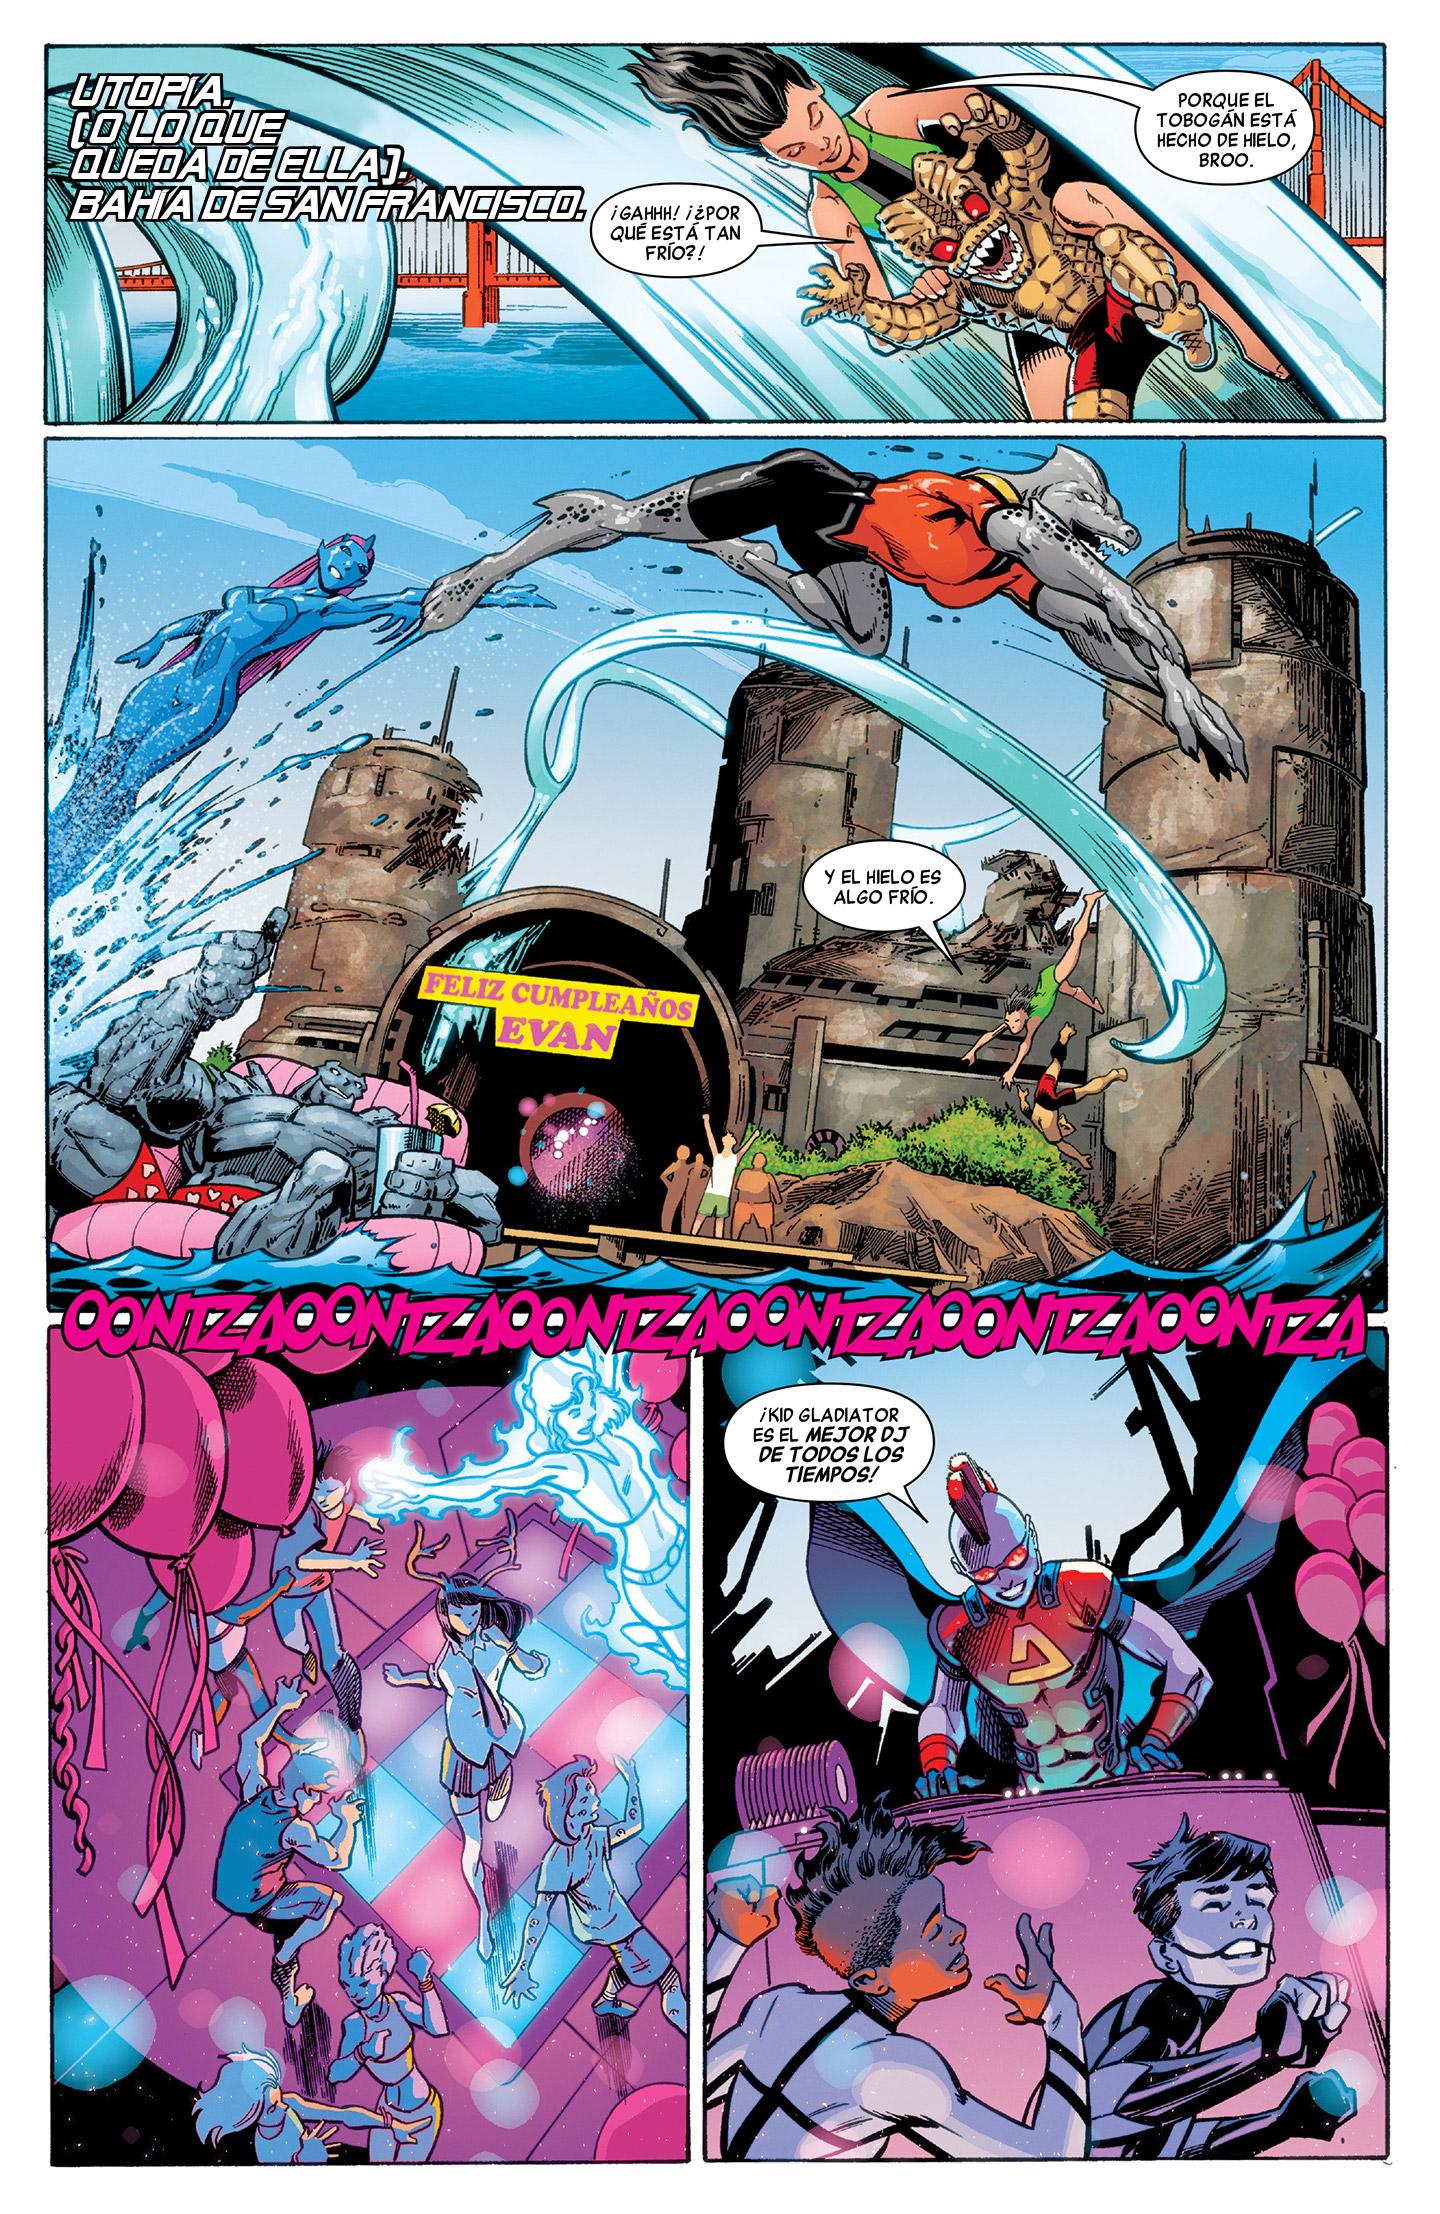 UTOPÍA.
(O LO QUE
QUEDA DE ELLA).
BAHÍA DE SAN FRANCISCO.
¡GAHHH! ¡¿POR
QUÉ ESTÁ TAN
FRÍO?!
PORQUE EL
TOBOGÁN ESTÁ
HECHO DE HIELO,
BROO.
Y EL HIELO ES
ALGO FRÍO.
FELIZ CUMPLEAÑOS
EVAN
OONTZAOONTZAOONTZAOONTZAOONTZAOONTZA
¡KID GLADIATOR
ES EL MEJOR DJ
DE TODOS LOS
TIEMPOS!